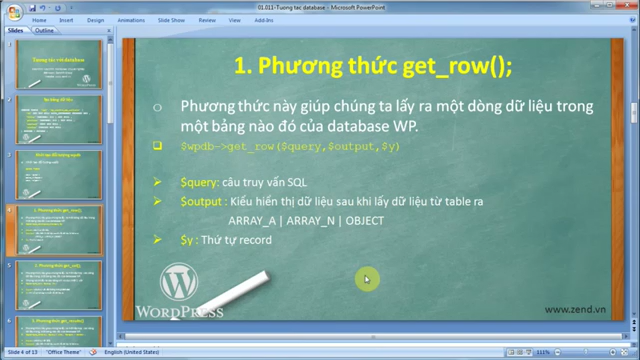 01.011-Tuong tac database - Microsoft PowerPoint
Home
Insert
Design
Animations
Slide Show
Review
View
Add-Ins
Slides
Outline
1. Phương thức get_row();
Phương thức này giúp chúng ta lấy ra một dòng dữ liệu trong
một bảng nào đó của database WP.
$wpdb->get_row($query,$output,$y)
$query: câu truy vấn SQL
$output : Kiểu hiển thị dữ liệu sau khi lấy dữ liệu từ table ra
ARRAY_A | ARRAY_N | OBJECT
$y : Thứ tự record
WORDPRESS
www.zend.vn
Slide 4 of 13
"Office Theme"
English (United States)
111%